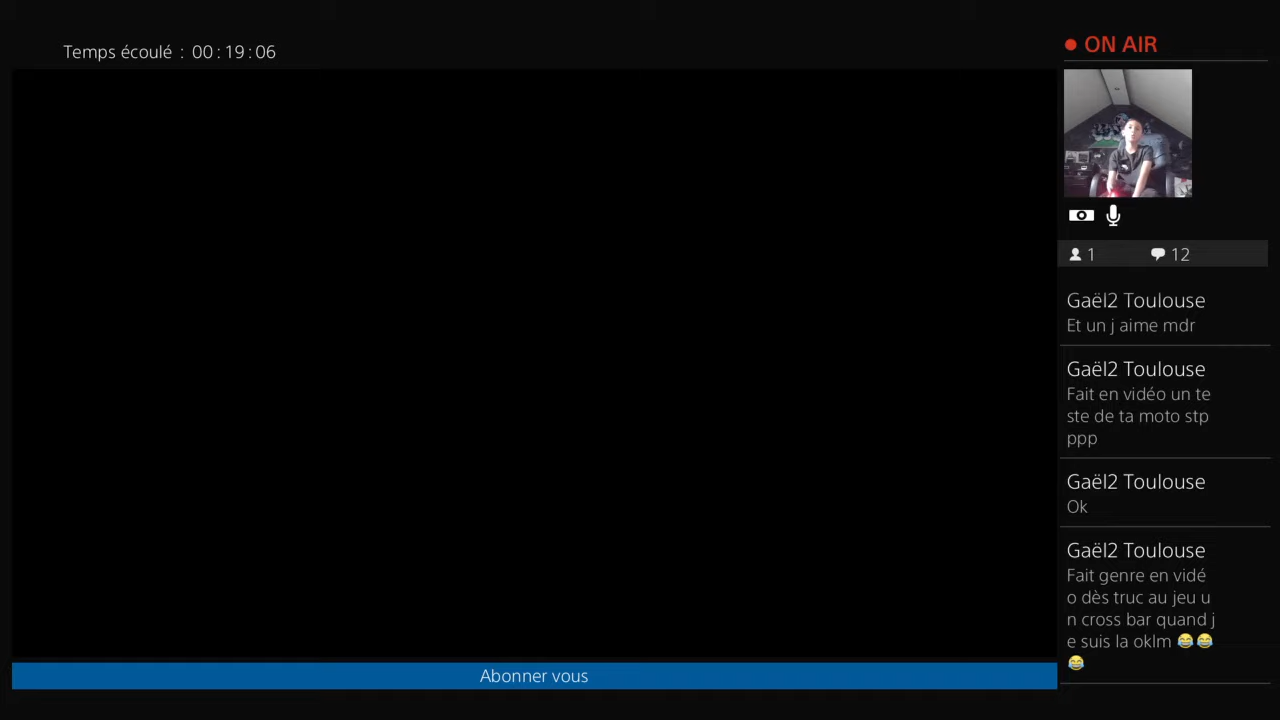 Temps écoulé : 00 : 19 : 06
ON AIR
1
12
Gaël2 Toulouse
Et un j aime mdr
Gaël2 Toulouse
Fait en vidéo un te
ste de ta moto stp
ppp
Gaël2 Toulouse
Ok
Gaël2 Toulouse
Fait genre en vidé
o dès truc au jeu u
n cross bar quand j
e suis la oklm 😂😂
😂
Abonner vous